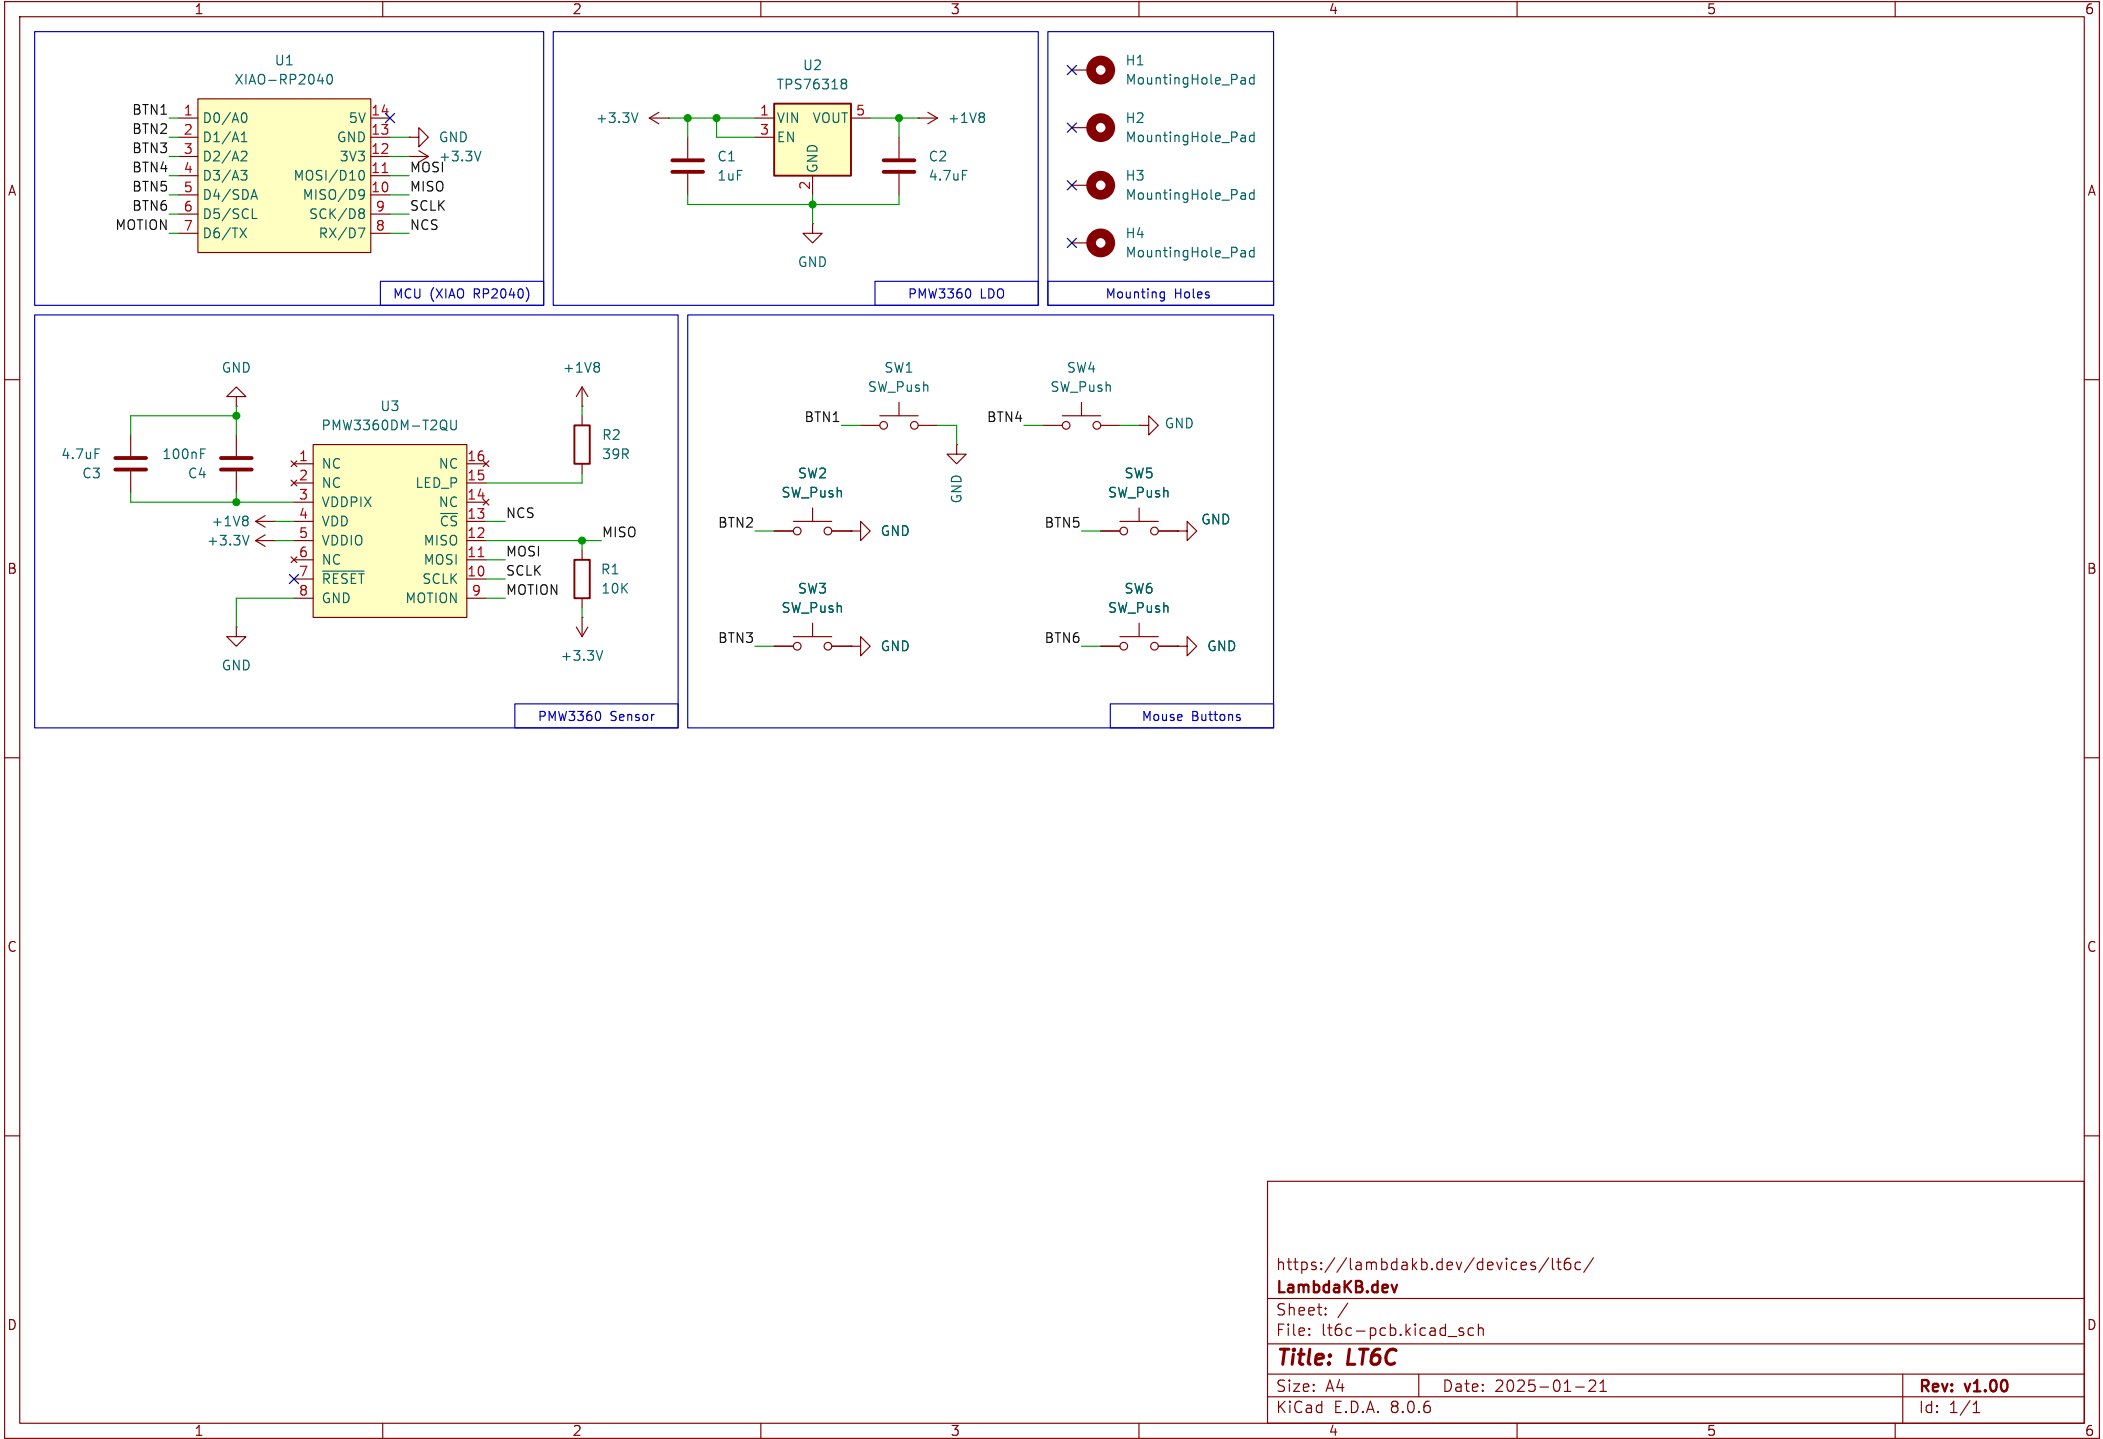 1 2 3 4 5 6
U1
XIAO-RP2040
BTN1 1 D0/A0 5V 14
BTN2 2 D1/A1 GND 13 GND
BTN3 3 D2/A2 3V3 12 +3.3V
BTN4 4 D3/A3 MOSI/D10 11 MOSI
BTN5 5 D4/SDA MISO/D9 10 MISO
BTN6 6 D5/SCL SCK/D8 9 SCLK
MOTION 7 D6/TX RX/D7 8 NCS
MCU (XIAO RP2040)
U2
TPS76318
+3.3V 1 VIN VOUT 5 +1V8
3 EN
GND
2
C1
1uF
C2
4.7uF
GND
PMW3360 LDO
H1
MountingHole_Pad
H2
MountingHole_Pad
H3
MountingHole_Pad
H4
MountingHole_Pad
Mounting Holes
A A
GND
+1V8
U3
PMW3360DM-T2QU
R2
39R
4.7uF
C3
100nF
C4
1 NC NC 16
2 NC LED_P 15
3 VDDPIX NC 14
+1V8 4 VDD CS 13 NCS
+3.3V 5 VDDIO MISO 12 MISO
6 NC MOSI 11 MOSI
7 RESET SCLK 10 SCLK
8 GND MOTION 9 MOTION
R1
10K
GND
+3.3V
PMW3360 Sensor
SW1
SW_Push
BTN1
GND
SW4
SW_Push
BTN4 GND
SW2
SW_Push
BTN2 GND
SW5
SW_Push
BTN5 GND
SW3
SW_Push
BTN3 GND
SW6
SW_Push
BTN6 GND
Mouse Buttons
B B
C C
D D
https://lambdakb.dev/devices/lt6c/
LambdaKB.dev
Sheet: /
File: lt6c-pcb.kicad_sch
Title: LT6C
Size: A4 Date: 2025-01-21 Rev: v1.00
KiCad E.D.A. 8.0.6 Id: 1/1
1 2 3 4 5 6